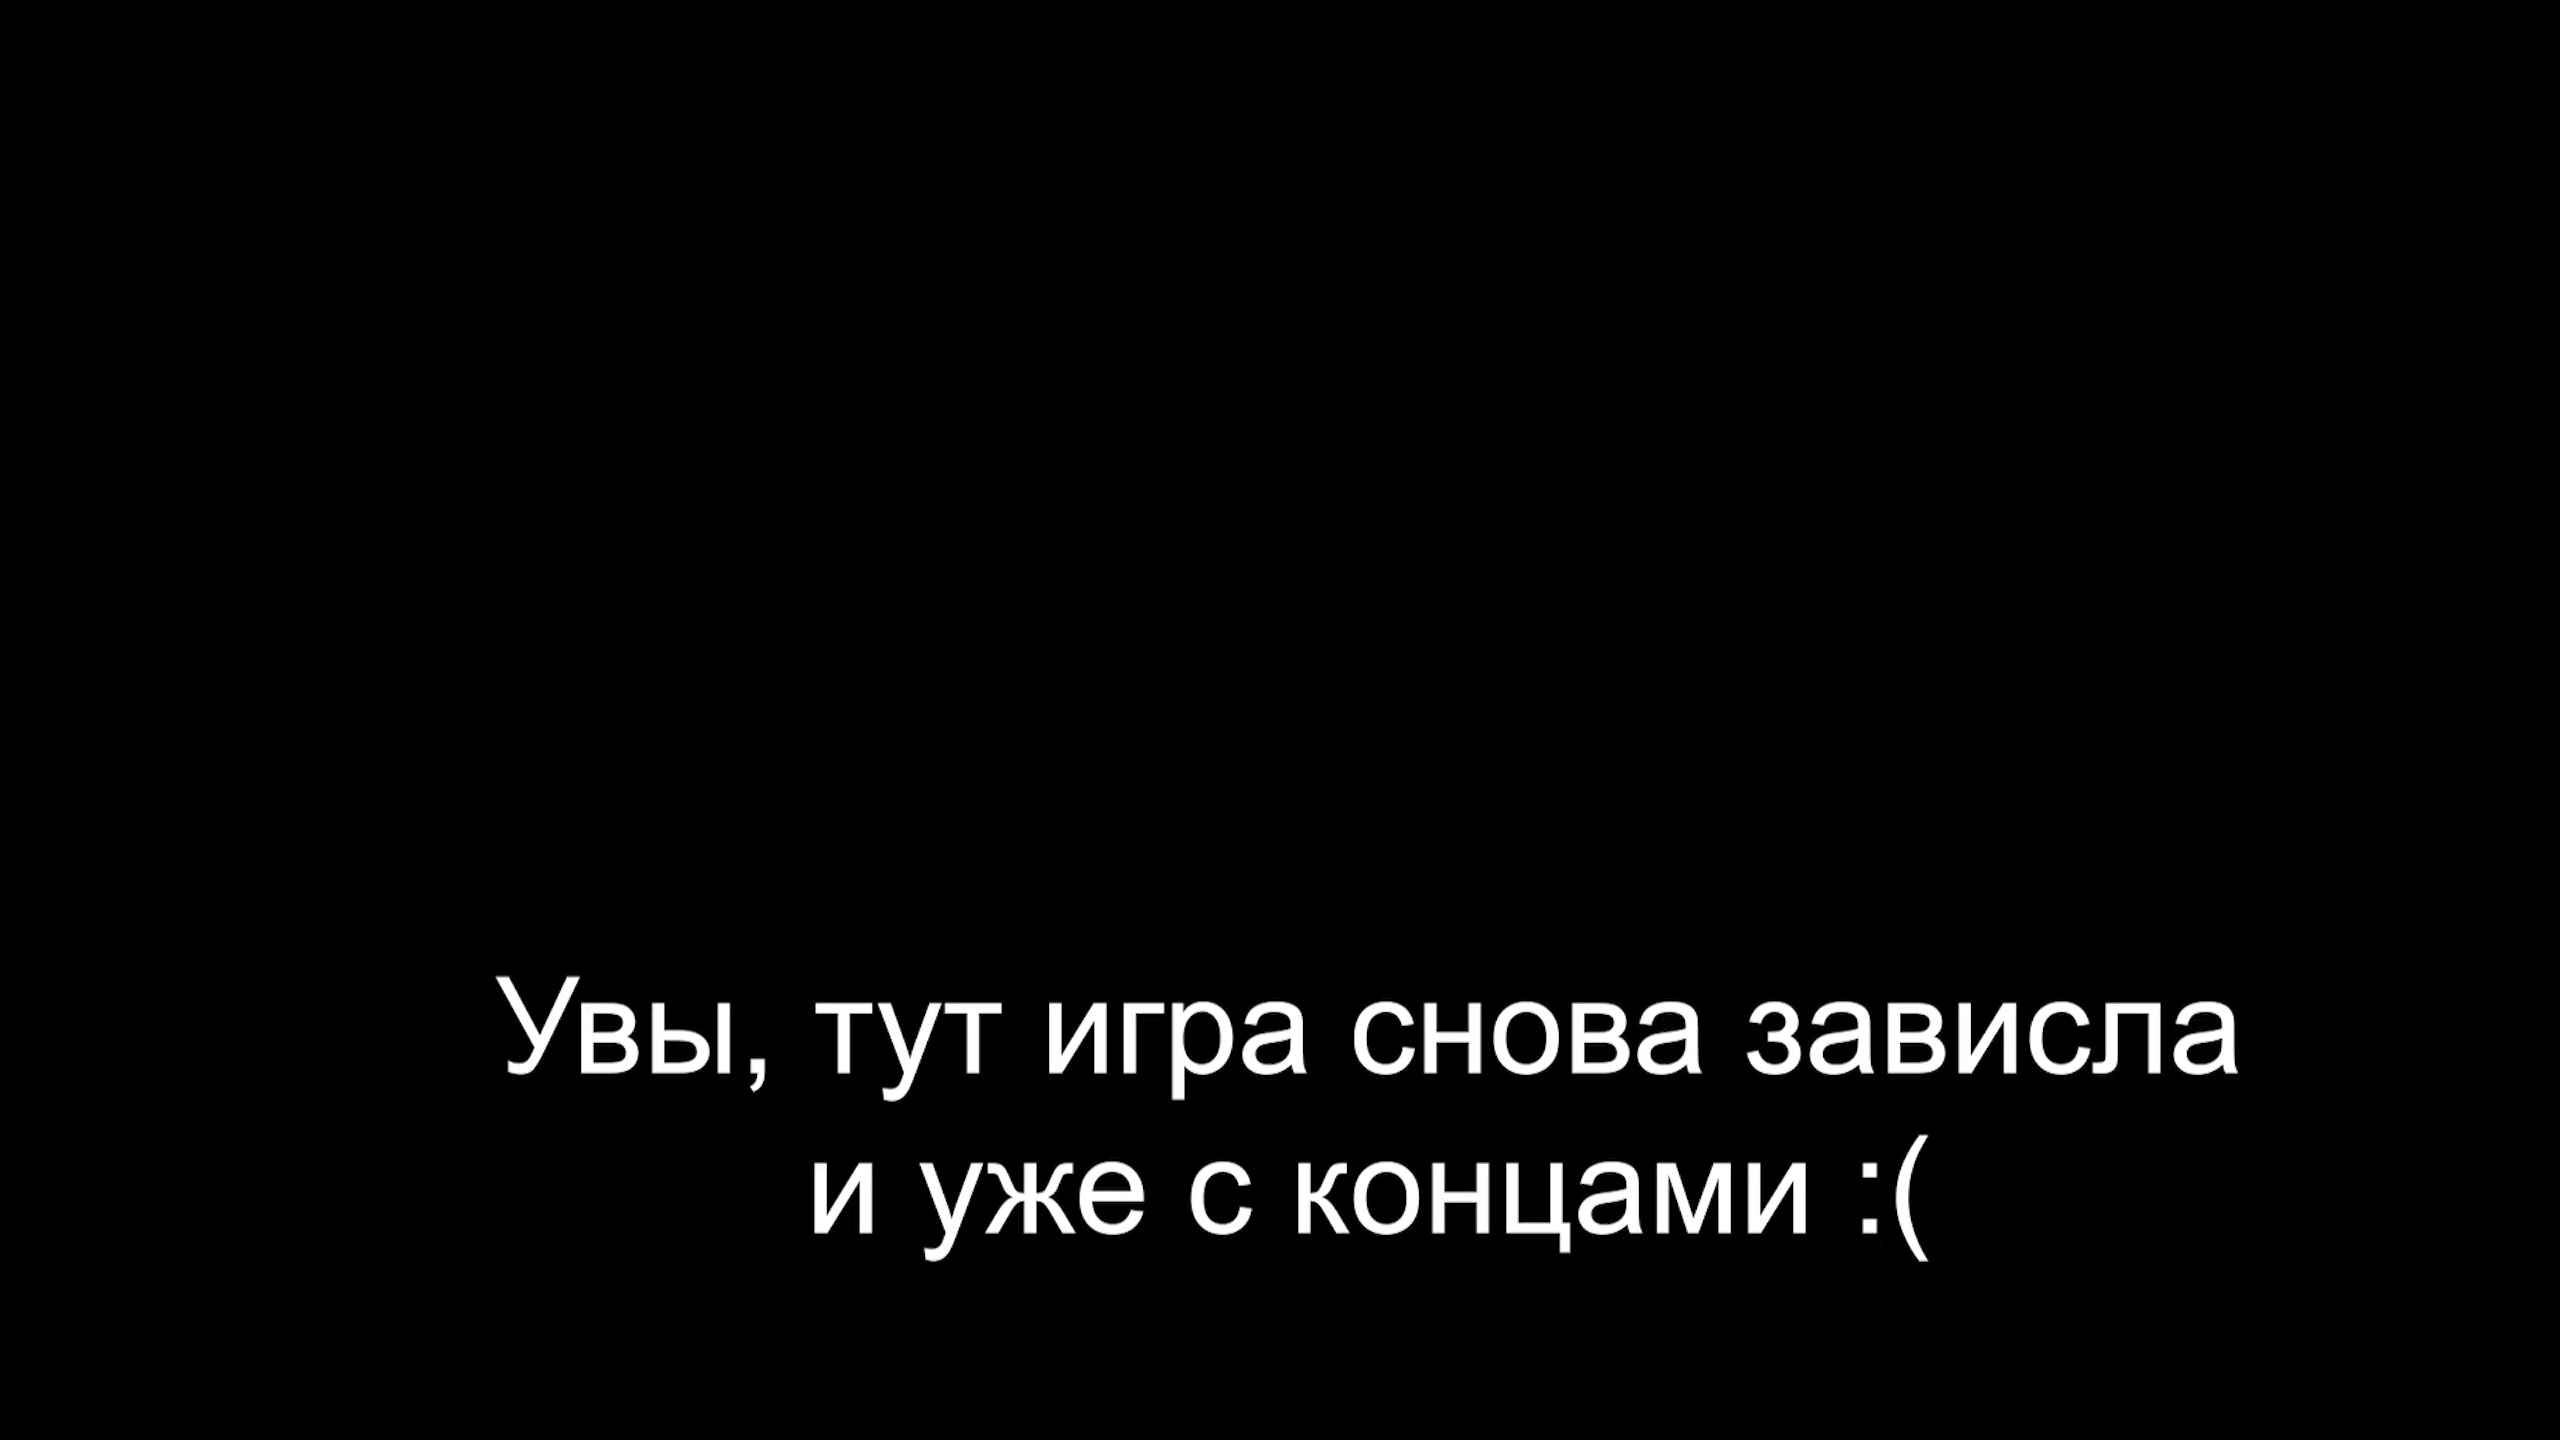 Увы, тут игра снова зависла
и уже с концами :(